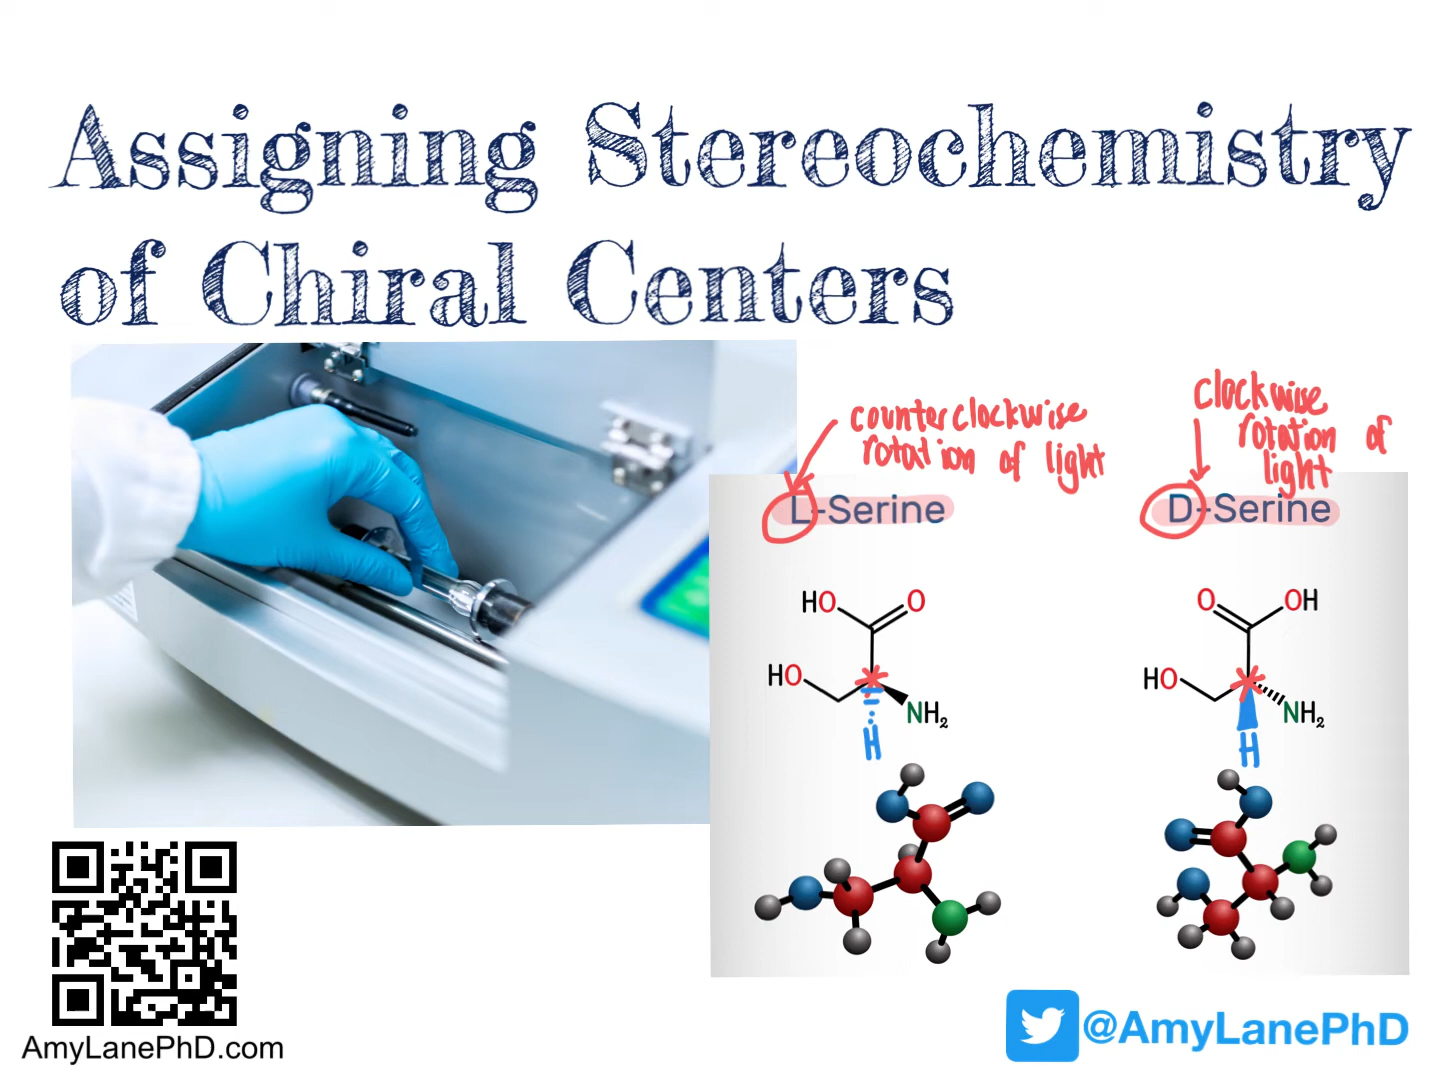 Assigning Stereochemistry
of Chiral Centers
counterclockwise
rotation of light
clockwise
rotation of
light
L-Serine
D-Serine
HO
O
HO
NH₂
H
O
OH
HO
NH₂
H
AmyLanePhD.com
@AmyLanePhD